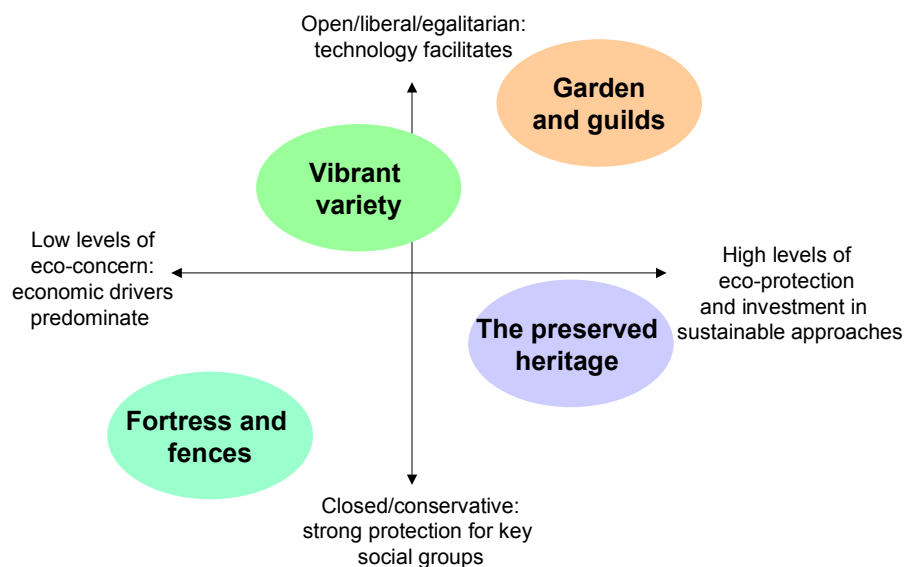 Open/liberal/egalitarian:
technology facilitates
Garden
and guilds
Vibrant
variety
Low levels of
eco-concern:
economic drivers
predominate
High levels of
eco-protection
and investment in
sustainable approaches
The preserved
heritage
Fortress and
fences
Closed/conservative:
strong protection for key
social groups